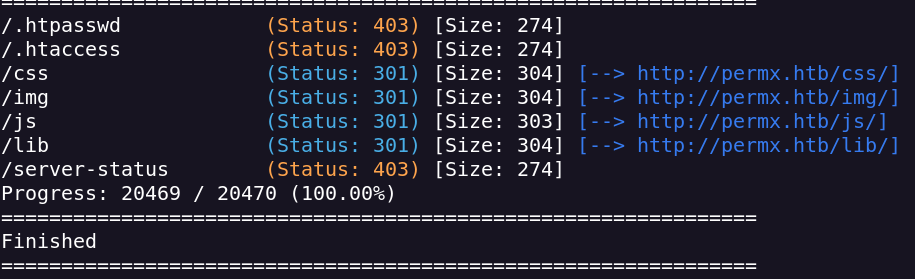 ===============================================================
/.htpasswd            (Status: 403) [Size: 274]
/.htaccess            (Status: 403) [Size: 274]
/css                  (Status: 301) [Size: 304] [--> http://permx.htb/css/]
/img                  (Status: 301) [Size: 304] [--> http://permx.htb/img/]
/js                   (Status: 301) [Size: 303] [--> http://permx.htb/js/]
/lib                  (Status: 301) [Size: 304] [--> http://permx.htb/lib/]
/server-status        (Status: 403) [Size: 274]
Progress: 20469 / 20470 (100.00%)
===============================================================
Finished
===============================================================